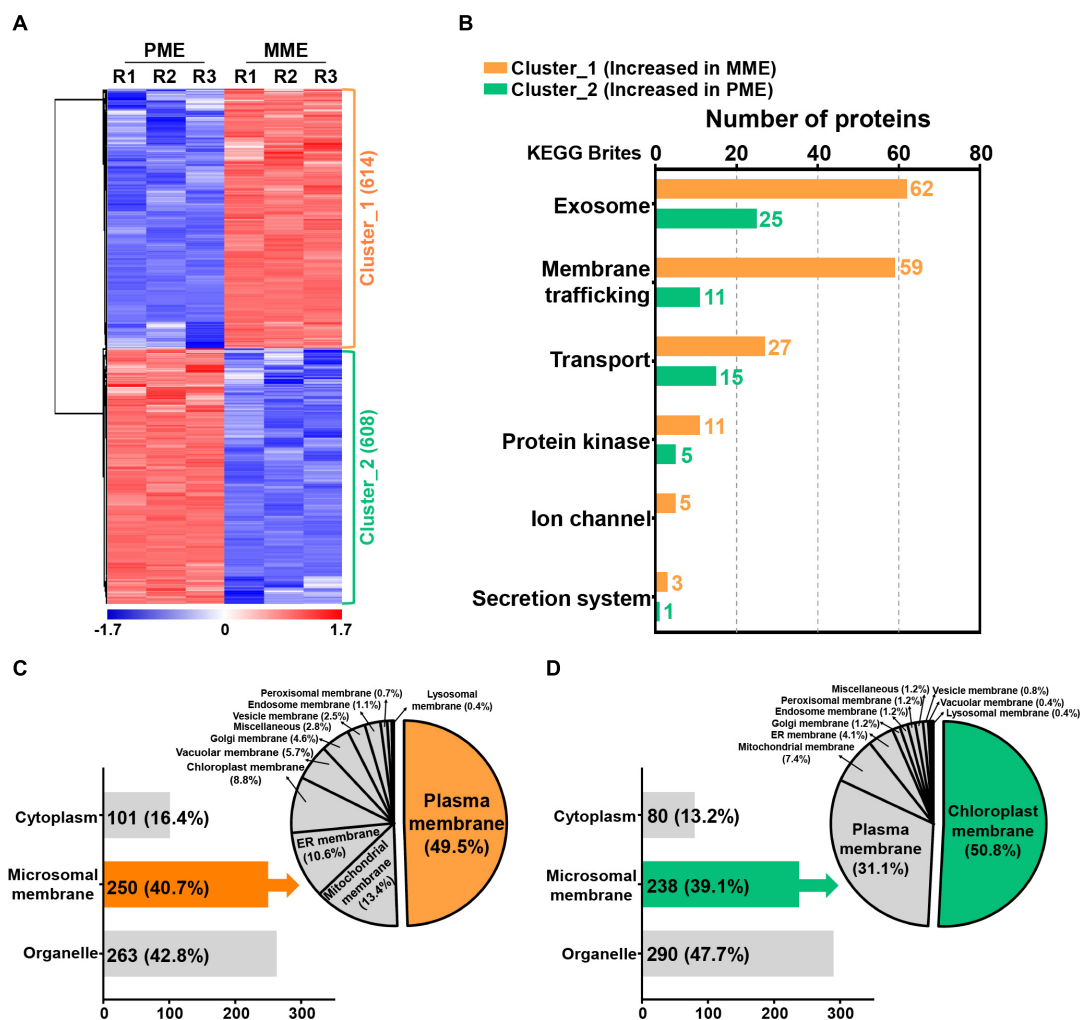 A
PME MME
R1 R2 R3 R1 R2 R3
Cluster_1 (614)
Cluster_2 (608)
-1.7 0 1.7
B
Cluster_1 (Increased in MME)
Cluster_2 (Increased in PME)
Number of proteins
KEGG Brites 0 20 40 60 80
Exosome 62
25
Membrane
trafficking 59
11
Transport 27
15
Protein kinase 11
5
Ion channel 5
Secretion system 3
1
C
Peroxisomal membrane (0.7%)
Endosome membrane (1.1%)
Vesicle membrane (2.5%)
Miscellaneous (2.8%)
Golgi membrane (4.6%)
Vacuolar membrane (5.7%)
Chloroplast membrane
(8.8%)
Lysosomal
membrane (0.4%)
ER membrane
(10.6%)
Mitochondrial
membrane
(13.4%)
Plasma
membrane
(49.5%)
Cytoplasm 101 (16.4%)
Microsomal
membrane 250 (40.7%)
Organelle 263 (42.8%)
0 100 200 300
D
Miscellaneous (1.2%)
Peroxisomal membrane (1.2%)
Endosome membrane (1.2%)
Golgi membrane (1.2%)
ER membrane (4.1%)
Mitochondrial membrane
(7.4%)
Vesicle membrane (0.8%)
Vacuolar membrane (0.4%)
Lysosomal membrane (0.4%)
Plasma
membrane
(31.1%)
Chloroplast
membrane
(50.8%)
Cytoplasm 80 (13.2%)
Microsomal
membrane 238 (39.1%)
Organelle 290 (47.7%)
0 100 200 300